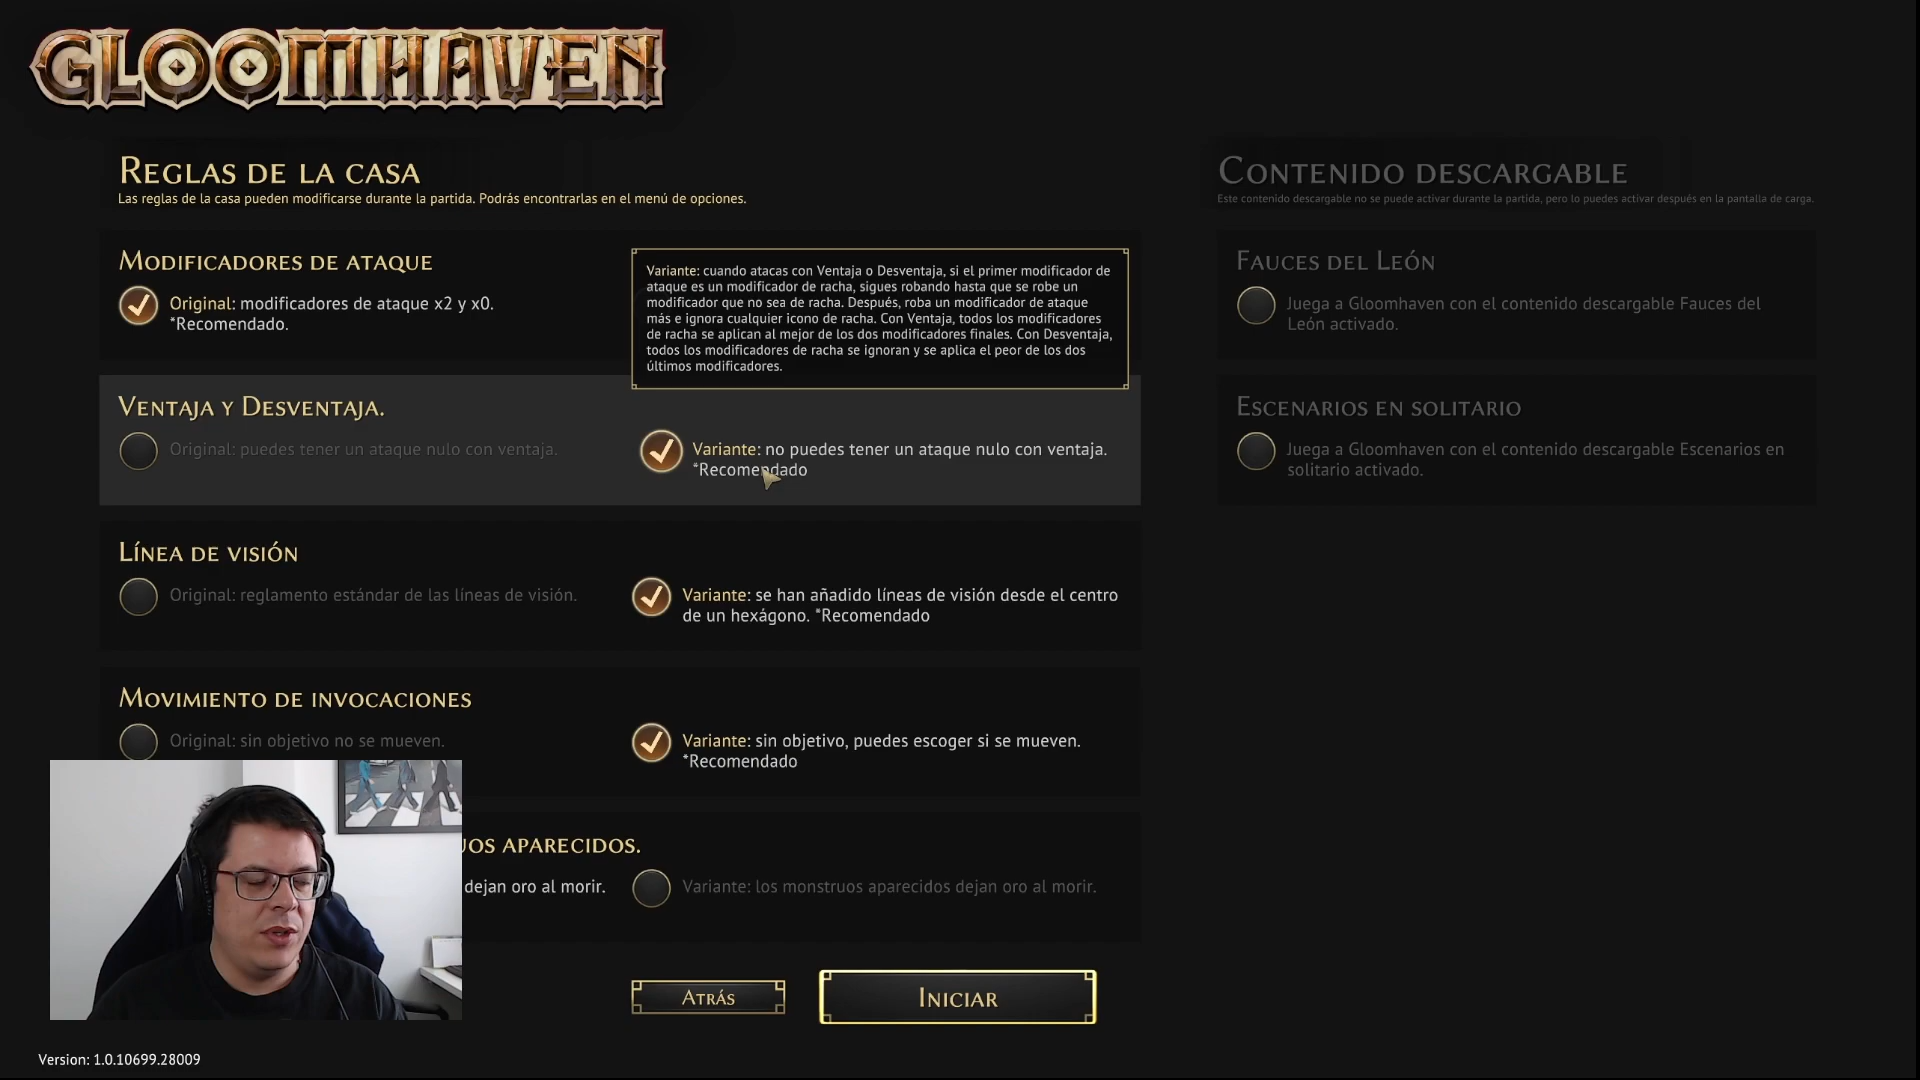 GLOOMHAVEN
REGLAS DE LA CASA
Las reglas de la casa pueden modificarse durante la partida. Podrás encontrarlas en el menú de opciones.
MODIFICADORES DE ATAQUE
Original: modificadores de ataque x2 y x0.
*Recomendado.
Variante: cuando atacas con Ventaja o Desventaja, si el primer modificador de
ataque es un modificador de racha, sigues robando hasta que se robe un
modificador que no sea de racha. Después, roba un modificador de ataque
más e ignora cualquier icono de racha. Con Ventaja, todos los modificadores
de racha se aplican al mejor de los dos modificadores finales. Con Desventaja,
todos los modificadores de racha se ignoran y se aplica el peor de los dos
últimos modificadores.
VENTAJA Y DESVENTAJA.
Original: puedes tener un ataque nulo con ventaja.
Variante: no puedes tener un ataque nulo con ventaja.
*Recomendado
LÍNEA DE VISIÓN
Original: reglamento estándar de las líneas de visión.
Variante: se han añadido líneas de visión desde el centro
de un hexágono. *Recomendado
MOVIMIENTO DE INVOCACIONES
Original: sin objetivo no se mueven.
Variante: sin objetivo, puedes escoger si se mueven.
*Recomendado
UOS APARECIDOS.
dejan oro al morir.
Variante: los monstruos aparecidos dejan oro al morir.
ATRÁS
INICIAR
Version: 1.0.10699.28009
CONTENIDO DESCARGABLE
Este contenido descargable no se puede activar durante la partida, pero lo puedes activar después en la pantalla de carga.
FAUCES DEL LEÓN
Juega a Gloomhaven con el contenido descargable Fauces del
León activado.
ESCENARIOS EN SOLITARIO
Juega a Gloomhaven con el contenido descargable Escenarios en
solitario activado.